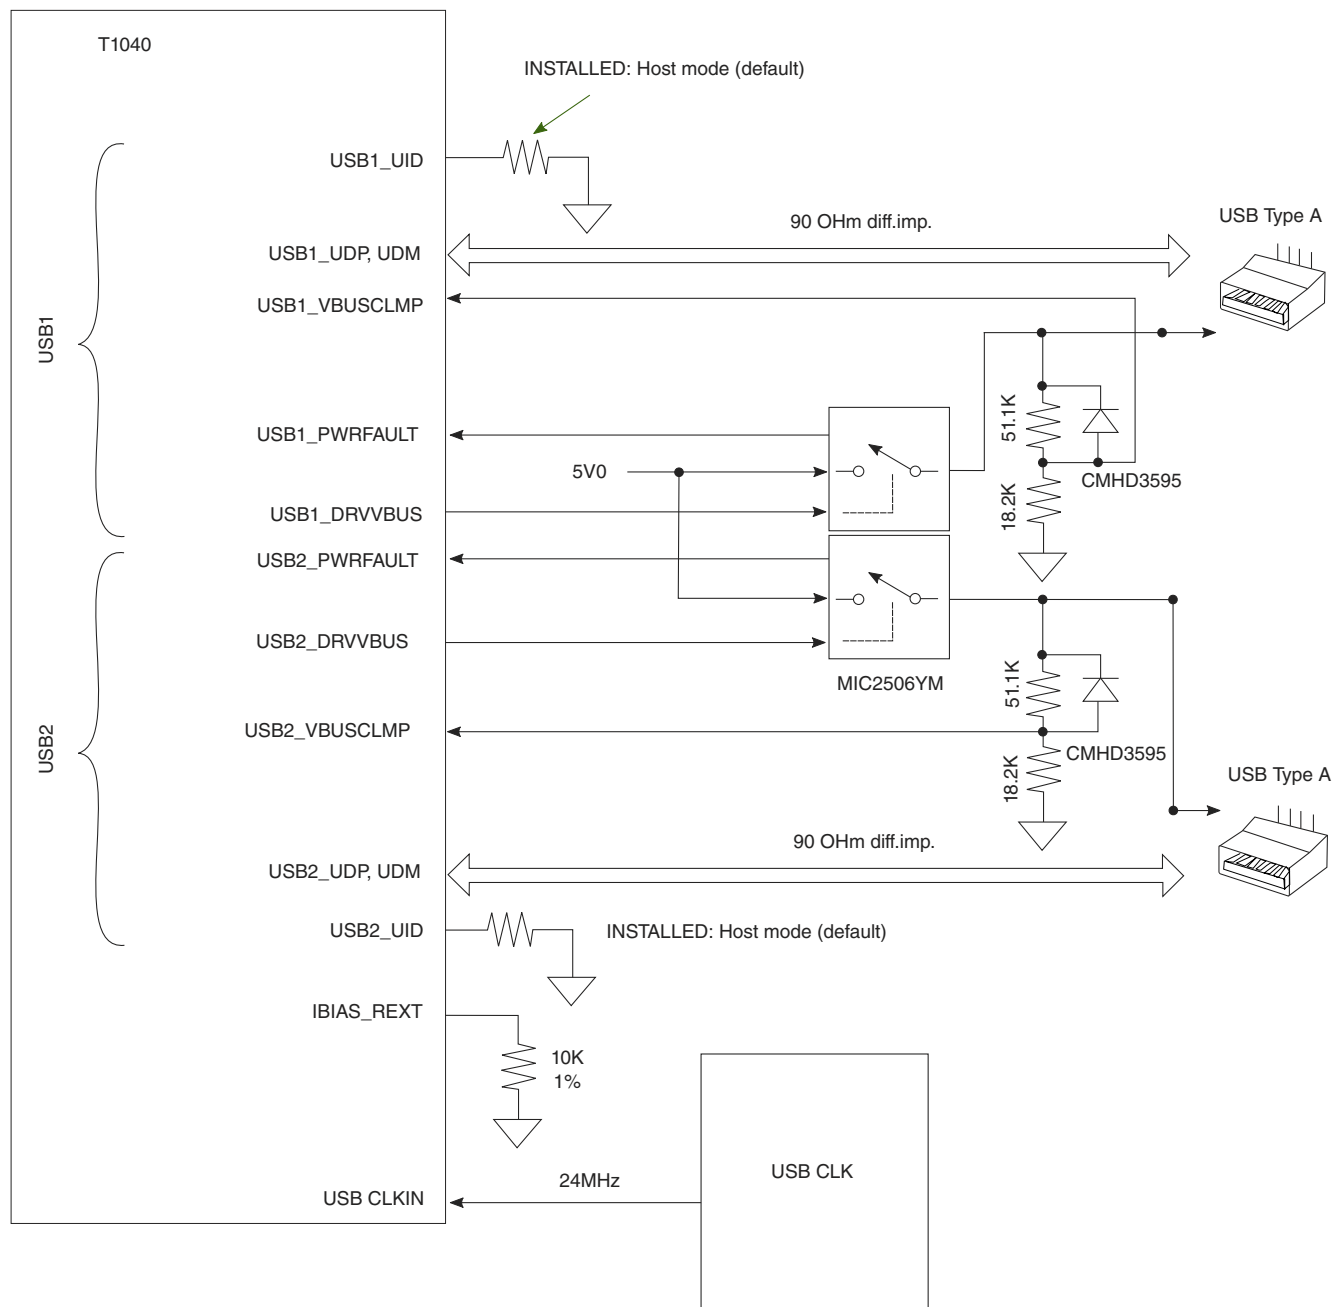 T1040
INSTALLED: Host mode (default)
USB1_UID
90 OHm diff.imp.
USB Type A
USB1_UDP, UDM
USB1_VBUSCLMP
USB1
51.1K
USB1_PWRFAULT
5V0
CMHD3595
18.2K
USB1_DRVVBUS
USB2_PWRFAULT
USB2_DRVVBUS
MIC2506YM
51.1K
USB2_VBUSCLMP
USB2
CMHD3595
18.2K
USB Type A
90 OHm diff.imp.
USB2_UDP, UDM
USB2_UID
INSTALLED: Host mode (default)
IBIAS_REXT
10K
1%
USB CLK
24MHz
USB CLKIN